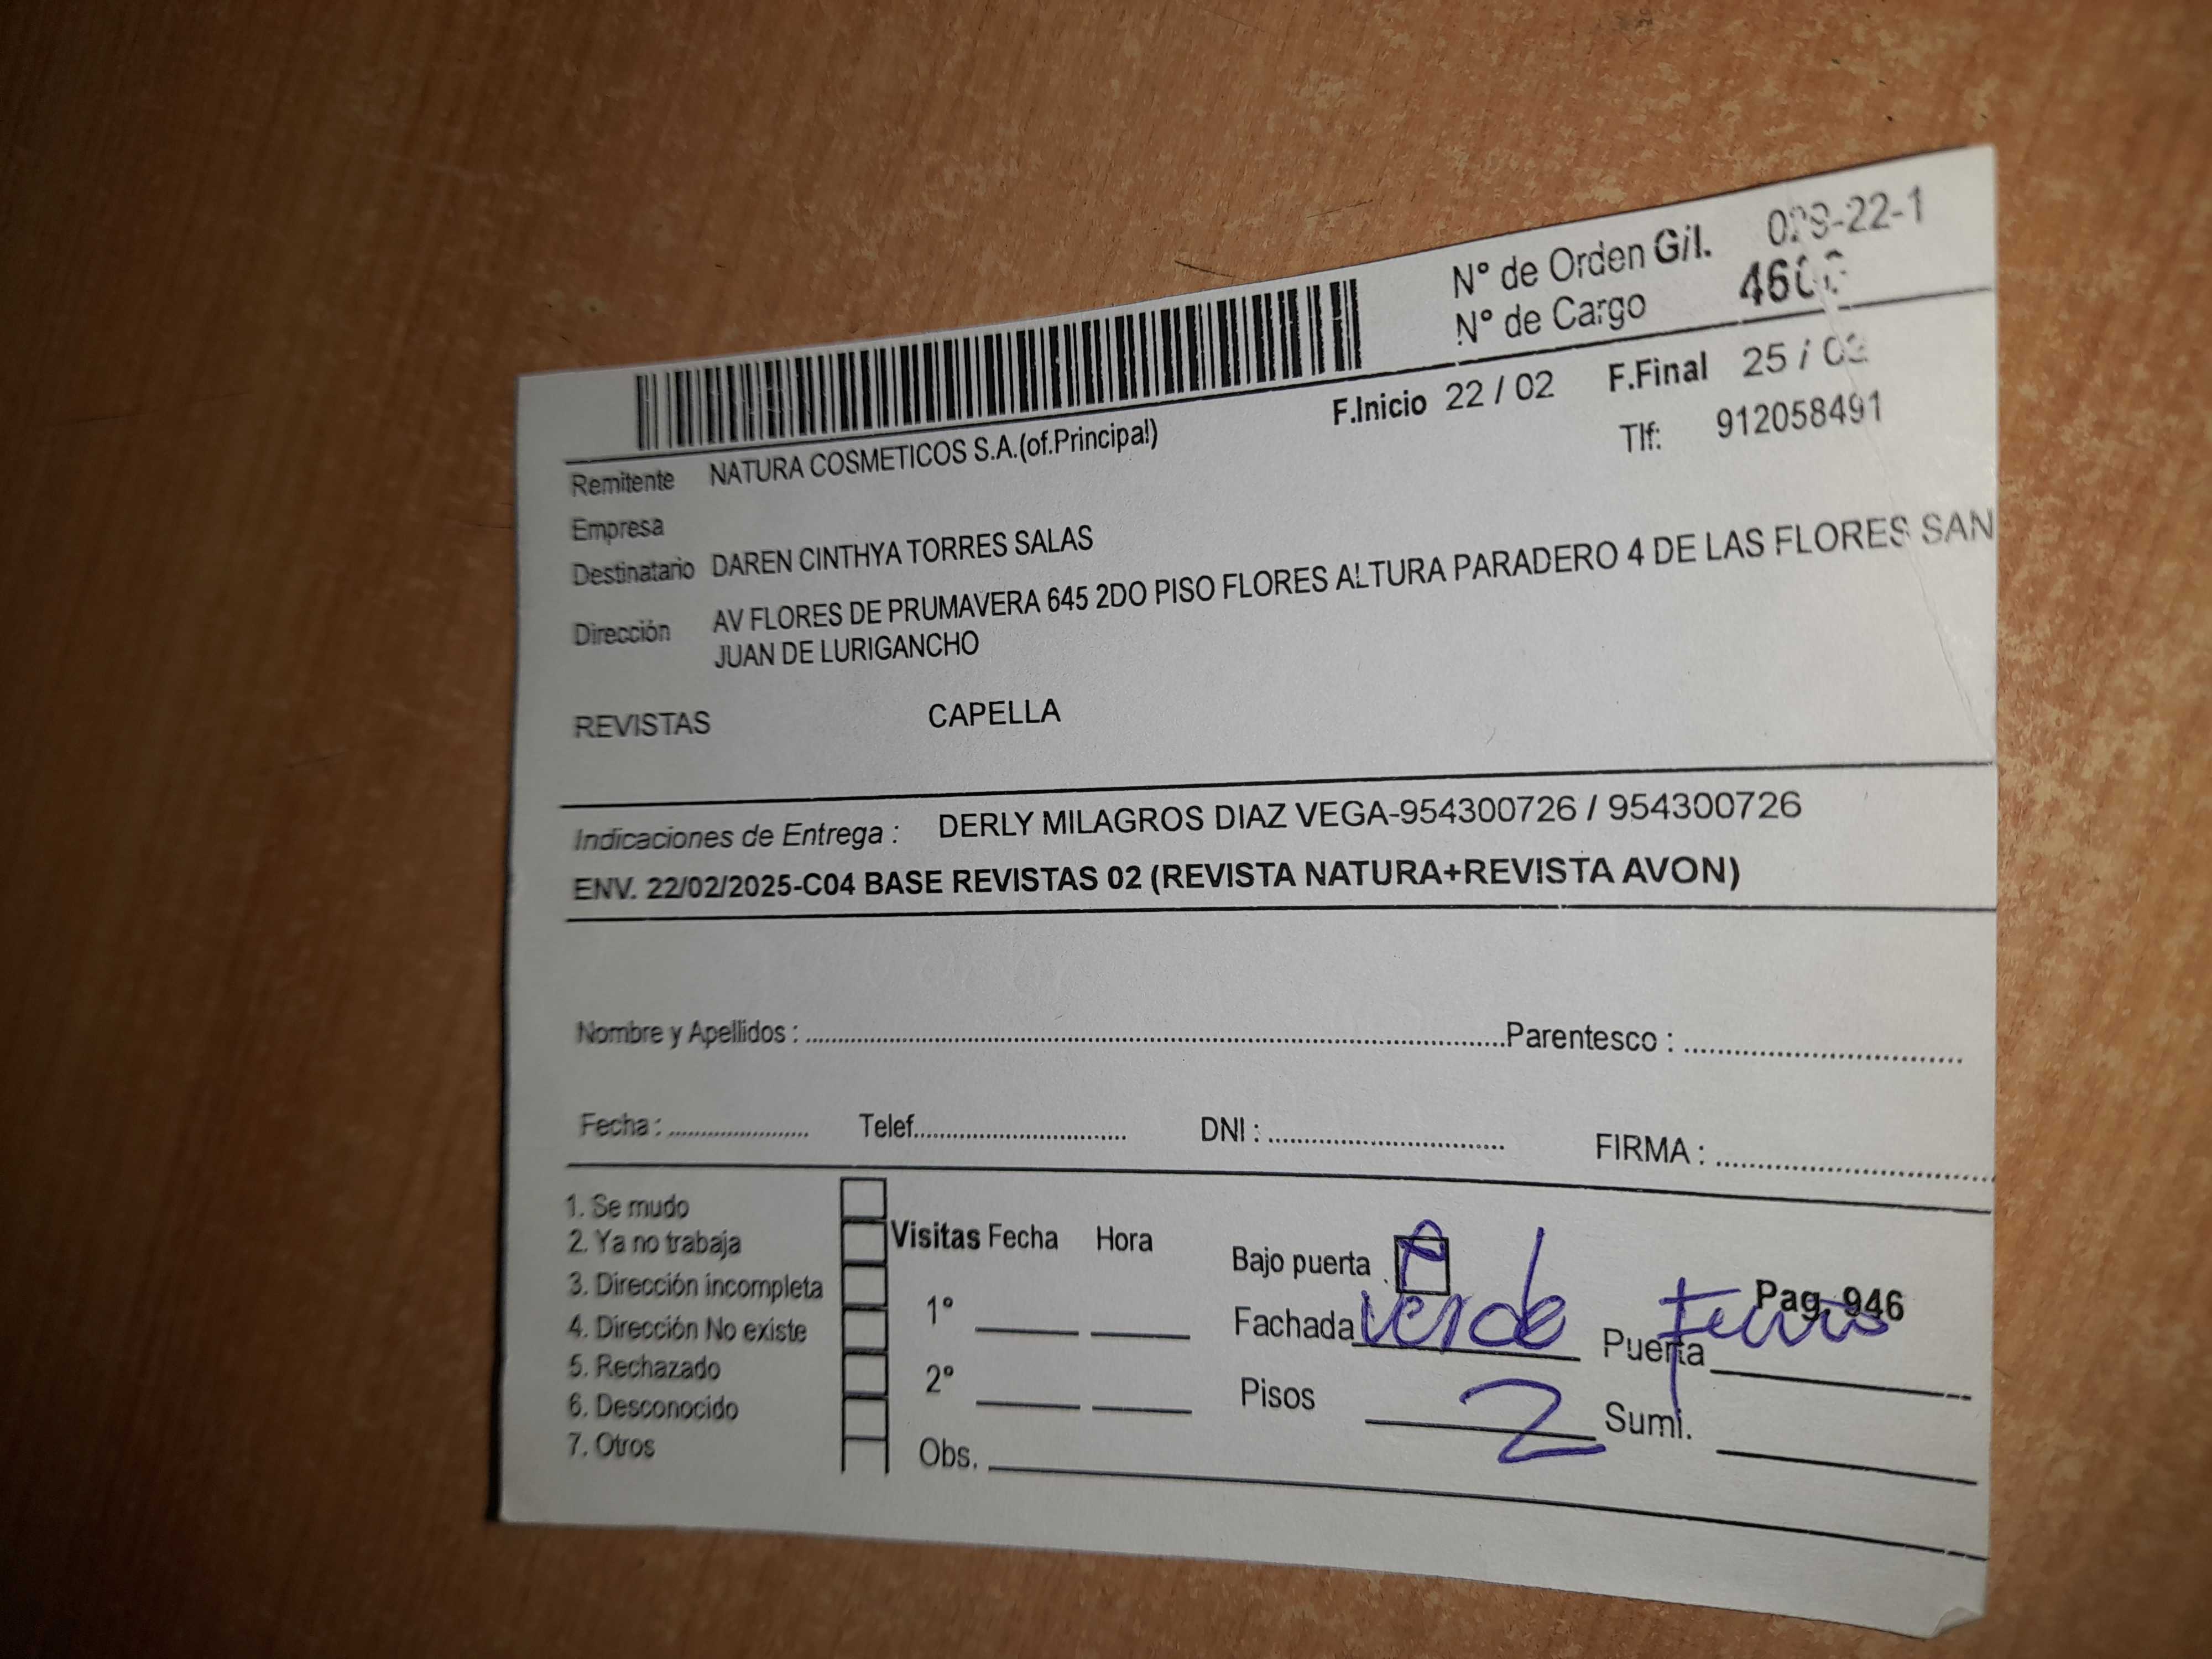 N° de Orden G/I. -22-1
N° de Cargo
F.Inicio 22 / 02 F.Final 25 / 02
Remitente NATURA COSMETICOS S.A.(of.Principal) Tlf: 912058491
Empresa
Destinatario DAREN CINTHYA TORRES SALAS
Dirección AV FLORES DE PRUMAVERA 645 2DO PISO FLORES ALTURA PARADERO 4 DE LAS FLORES SAN
JUAN DE LURIGANCHO
REVISTAS CAPELLA
Indicaciones de Entrega : DERLY MILAGROS DIAZ VEGA-954300726 / 954300726
ENV. 22/02/2025-C04 BASE REVISTAS 02 (REVISTA NATURA+REVISTA AVON)
Nombre y Apellidos : Parentesco :
Fecha : Telef. DNI : FIRMA :
1. Se mudo
2. Ya no trabaja
3. Dirección incompleta
4. Dirección No existe
5. Rechazado
6. Desconocido
7. Otros
Visitas Fecha Hora
1°
2°
Obs.
Bajo puerta
Pag. 946
Fachada verde Puerta
Pisos 2 Sumi.